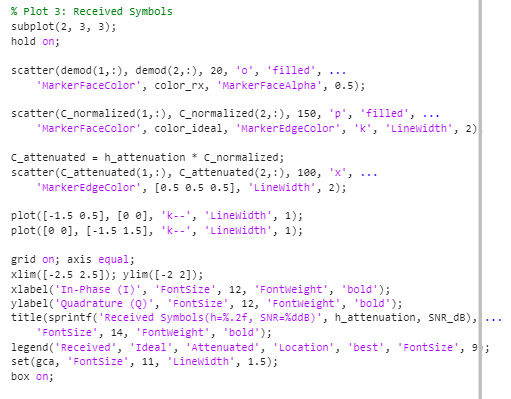 % Plot 3: Received Symbols
subplot(2, 3, 3);
hold on;
scatter(demod(1,:), demod(2,:), 20, 'o', 'filled', ...
'MarkerFaceColor', color_rx, 'MarkerFaceAlpha', 0.5);
scatter(C_normalized(1,:), C_normalized(2,:), 150, 'p', 'filled', ...
'MarkerFaceColor', color_ideal, 'MarkerEdgeColor', 'k', 'LineWidth', 2)
C_attenuated = h_attenuation * C_normalized;
scatter(C_attenuated(1,:), C_attenuated(2,:), 100, 'x', ...
'MarkerEdgeColor', [0.5 0.5 0.5], 'LineWidth', 2);
plot([-1.5 0.5], [0 0], 'k--', 'LineWidth', 1);
plot([0 0], [-1.5 1.5], 'k--', 'LineWidth', 1);
grid on; axis equal;
xlim([-2.5 2.5]); ylim([-2 2]);
xlabel('In-Phase (I)', 'FontSize', 12, 'FontWeight', 'bold');
ylabel('Quadrature (Q)', 'FontSize', 12, 'FontWeight', 'bold');
title(sprintf('Received Symbols(h=%.2f, SNR=%ddB)', h_attenuation, SNR_dB), ...
'FontSize', 14, 'FontWeight', 'bold');
legend('Received', 'Ideal', 'Attenuated', 'Location', 'best', 'FontSize', 9);
set(gca, 'FontSize', 11, 'LineWidth', 1.5);
box on;